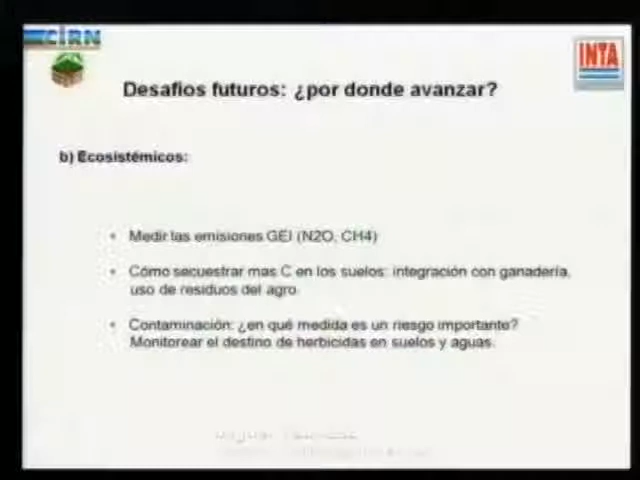 CIRN
INTA
Desafios futuros: ¿por donde avanzar?
b) Ecosistémicos:
• Medir las emisiones GEI (N2O, CH4)
• Cómo secuestrar mas C en los suelos: integración con ganadería,
uso de residuos del agro.
• Contaminación: ¿en qué medida es un riesgo importante?
Monitorear el destino de herbicidas en suelos y aguas.